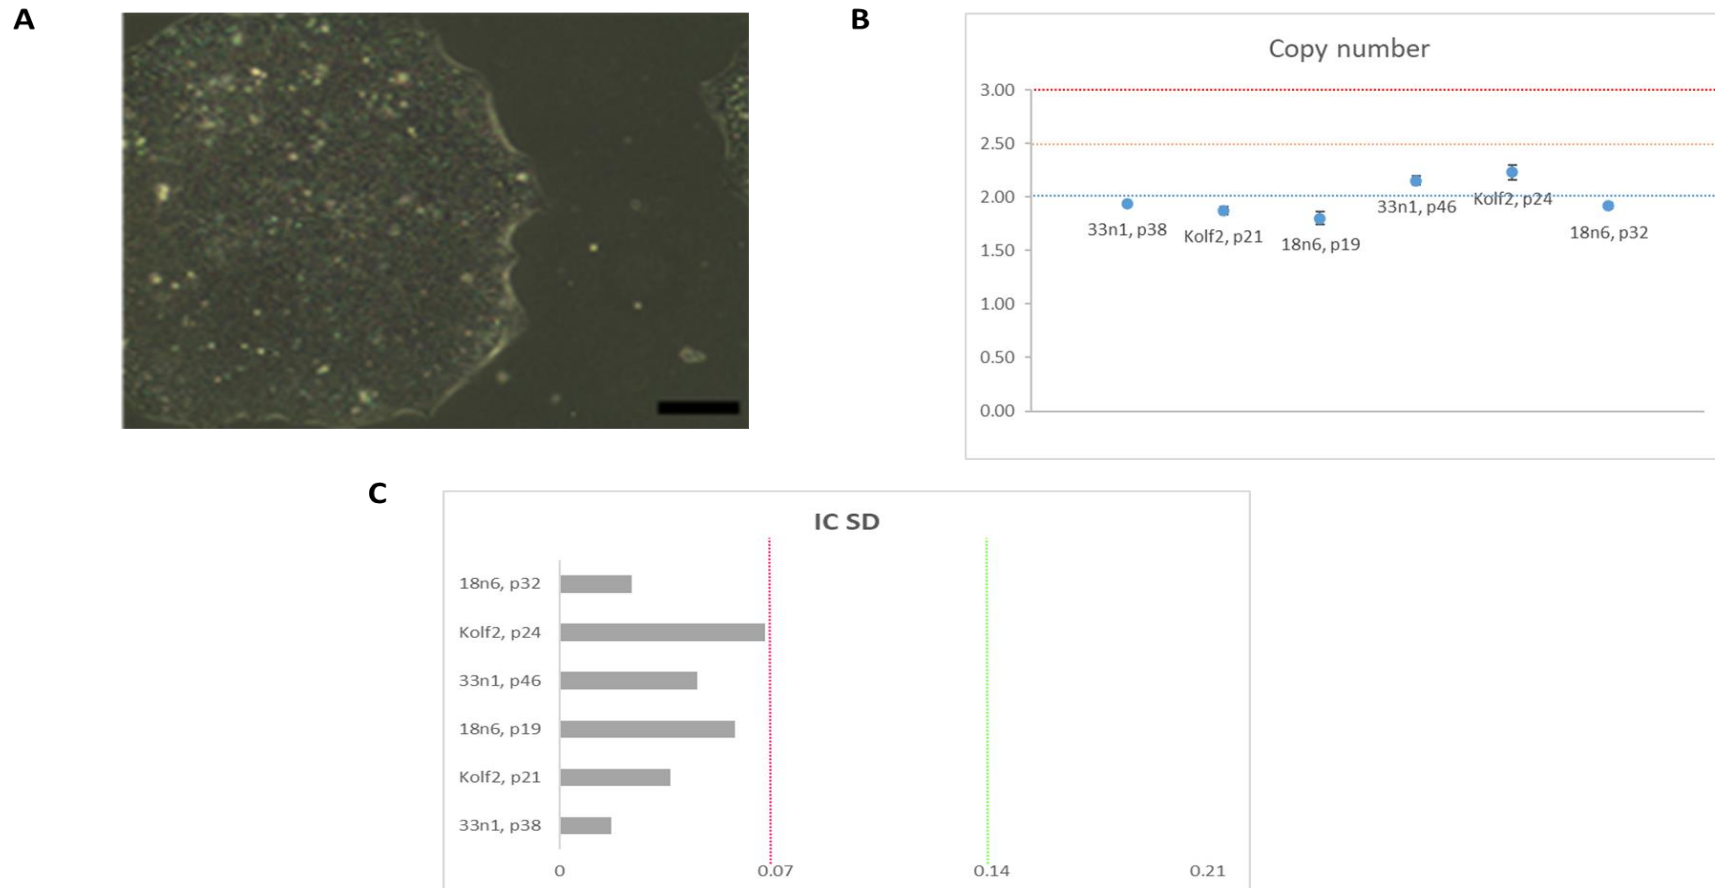 A
B
Copy number
3.00
2.50
2.00
1.50
1.00
0.50
0.00
33n1, p38
Kolf2, p21
18n6, p19
33n1, p46
Kolf2, p24
18n6, p32
C
IC SD
18n6, p32
Kolf2, p24
33n1, p46
18n6, p19
Kolf2, p21
33n1, p38
0 0.07 0.14 0.21